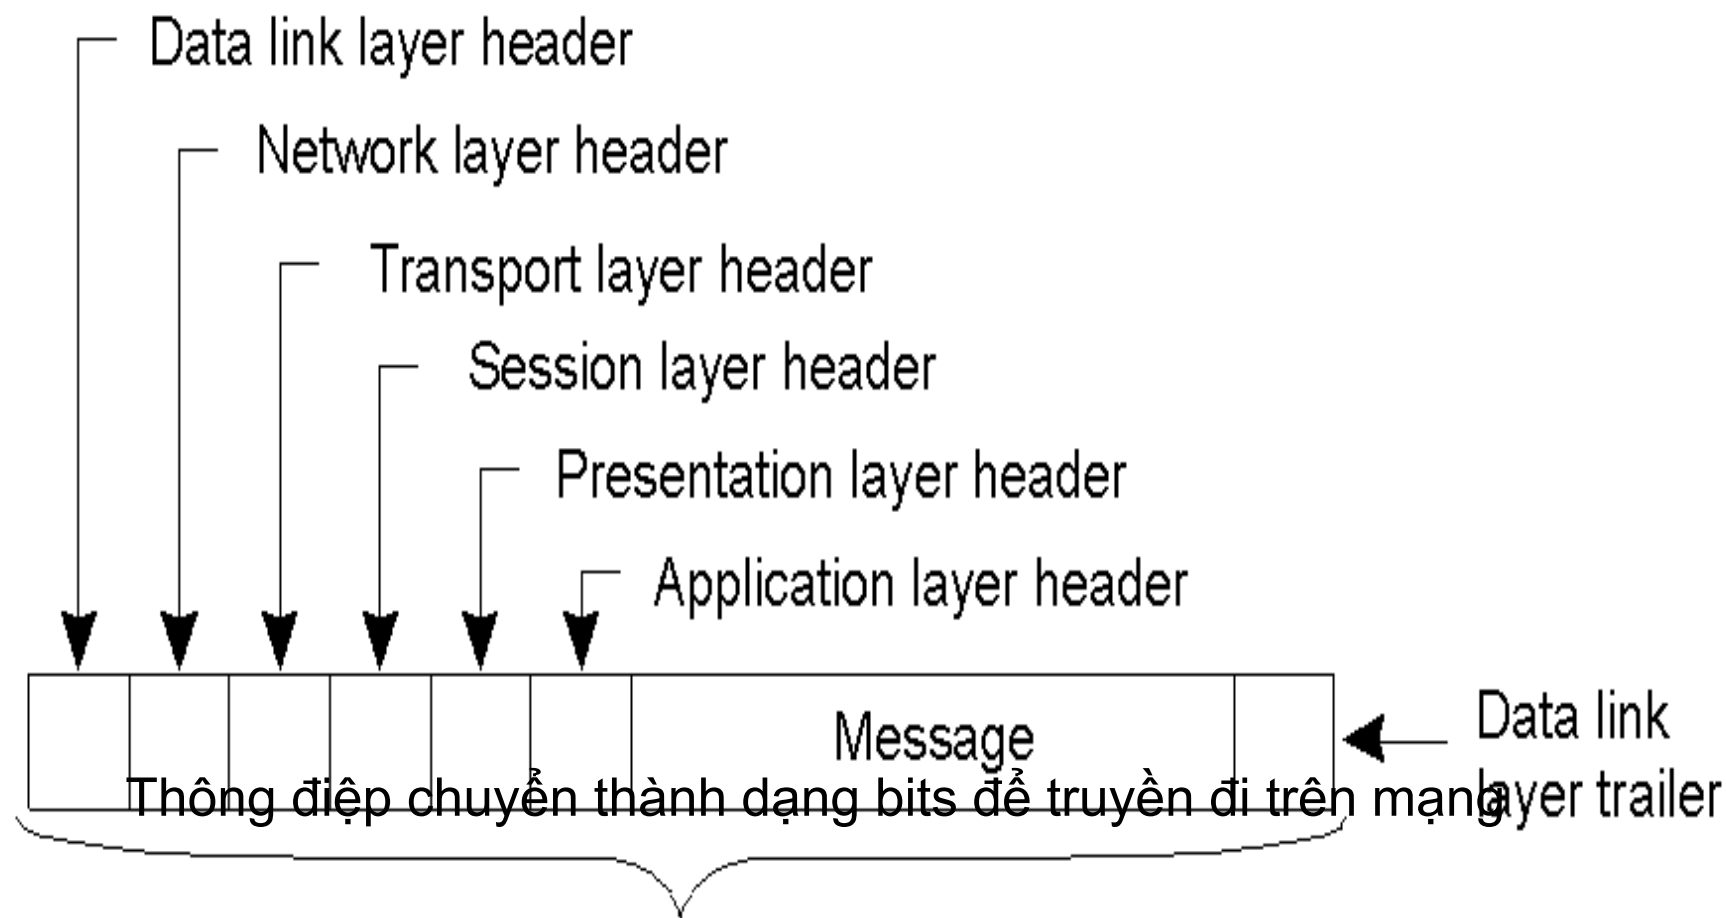 Data link layer header
Network layer header
Transport layer header
Session layer header
Presentation layer header
Application layer header
Message
Data link
layer trailer
Thông điệp chuyển thành dạng bits để truyền đi trên mạng